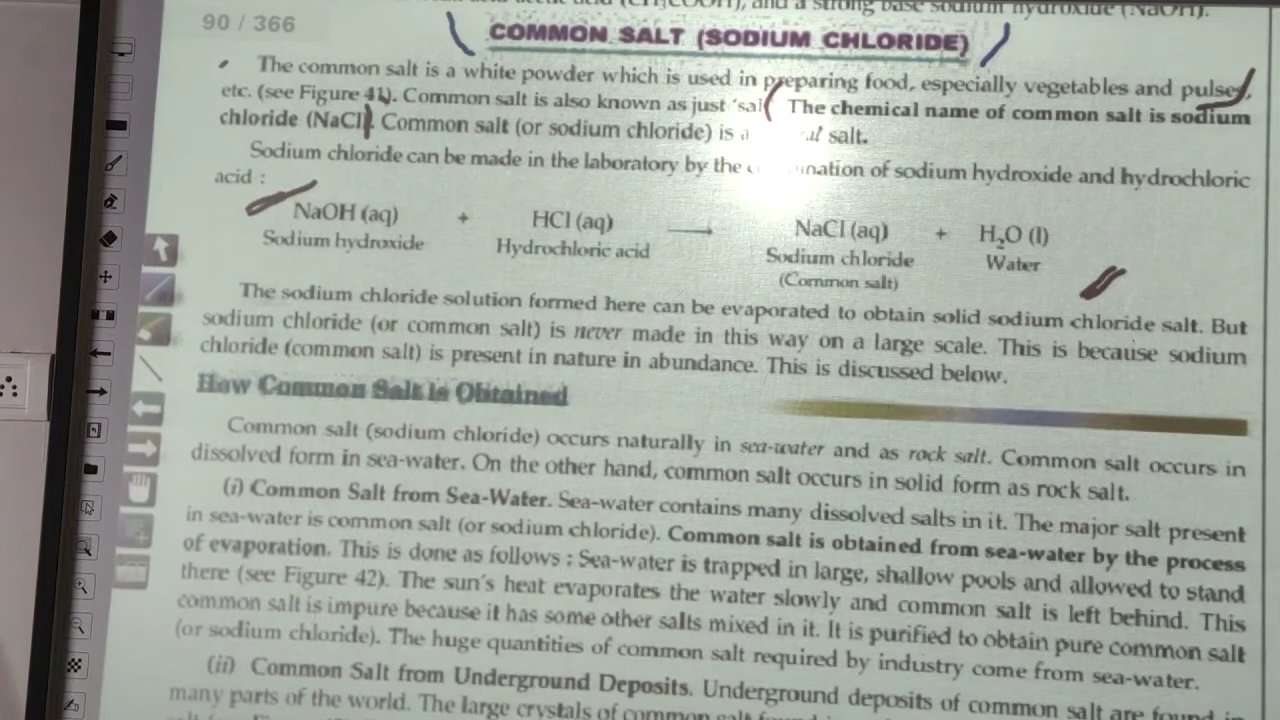 90 / 366
and a strong base sodium hydroxide (NaOH).
COMMON SALT (SODIUM CHLORIDE)
The common salt is a white powder which is used in preparing food, especially vegetables and pulses,
etc. (see Figure 41). Common salt is also known as just 'sal The chemical name of common salt is sodium
chloride (NaCl). Common salt (or sodium chloride) is a salt.
Sodium chloride can be made in the laboratory by the of sodium hydroxide and hydrochloric
acid :
NaOH (aq) + HCl (aq) → NaCl (aq) + H₂O (l)
Sodium hydroxide Hydrochloric acid Sodium chloride Water
(Common salt)
The sodium chloride solution formed here can be evaporated to obtain solid sodium chloride salt. But
sodium chloride (or common salt) is never made in this way on a large scale. This is because sodium
chloride (common salt) is present in nature in abundance. This is discussed below.
How Common Salt is Obtained
Common salt (sodium chloride) occurs naturally in sea-water and as rock salt. Common salt occurs in
dissolved form in sea-water. On the other hand, common salt occurs in solid form as rock salt.
(i) Common Salt from Sea-Water. Sea-water contains many dissolved salts in it. The major salt present
in sea-water is common salt (or sodium chloride). Common salt is obtained from sea-water by the process
of evaporation. This is done as follows : Sea-water is trapped in large, shallow pools and allowed to stand
there (see Figure 42). The sun's heat evaporates the water slowly and common salt is left behind. This
common salt is impure because it has some other salts mixed in it. It is purified to obtain pure common salt
(or sodium chloride). The huge quantities of common salt required by industry come from sea-water.
(ii) Common Salt from Underground Deposits. Underground deposits of common salt are found in
many parts of the world. The large crystals of common salt